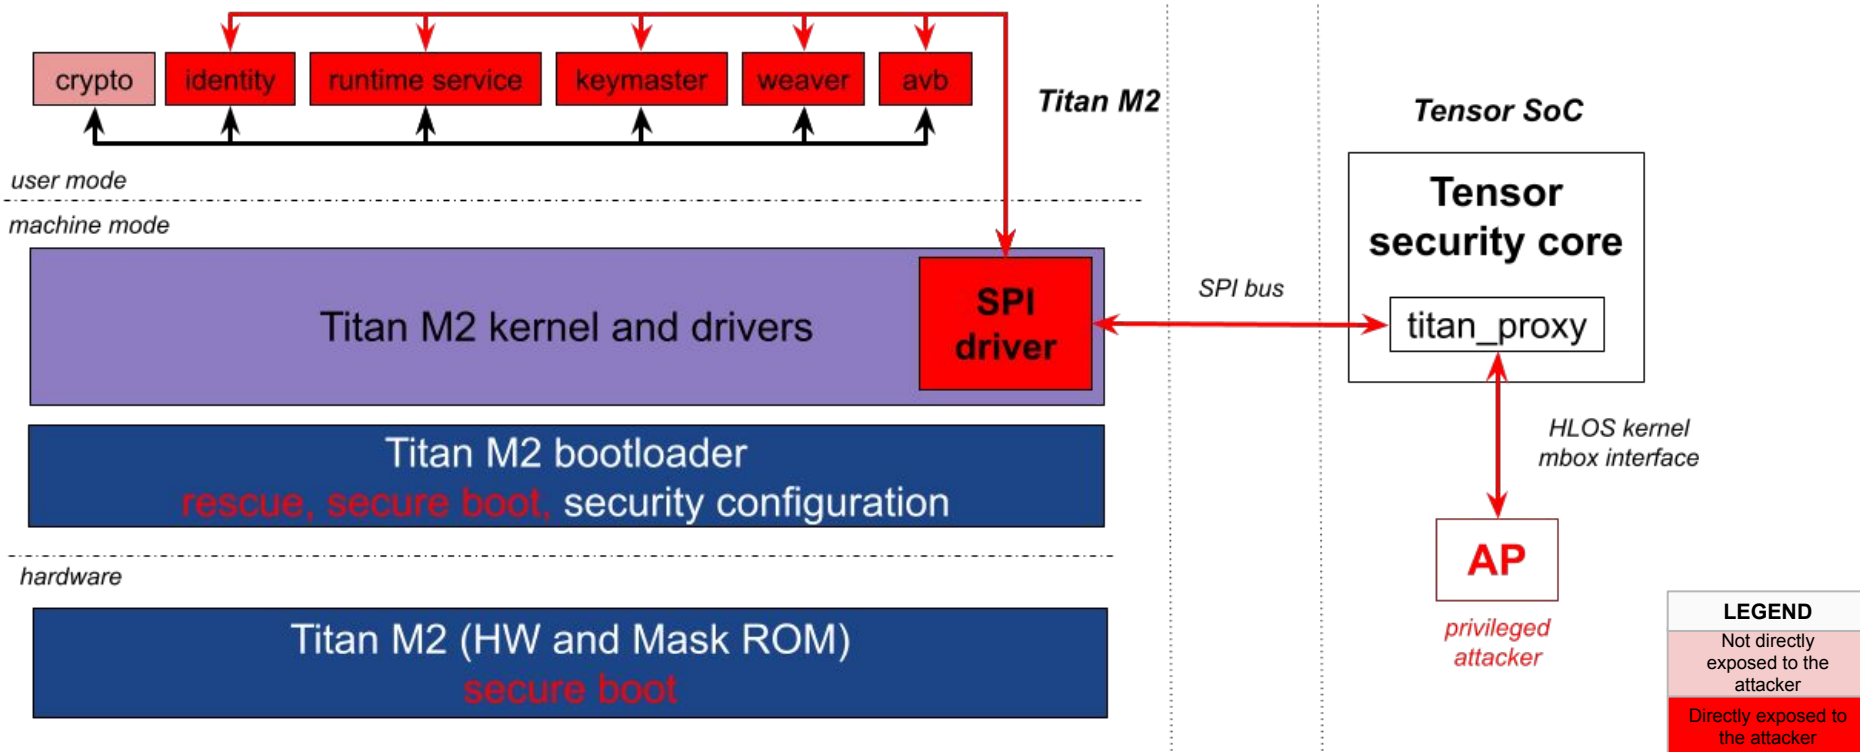 crypto
identity
runtime service
keymaster
weaver
avb
Titan M2
Tensor SoC
user mode
machine mode
Tensor
security core
titan_proxy
SPI bus
Titan M2 kernel and drivers
SPI
driver
HLOS kernel
mbox interface
Titan M2 bootloader
rescue, secure boot, security configuration
AP
privileged
attacker
hardware
Titan M2 (HW and Mask ROM)
secure boot
LEGEND
Not directly
exposed to the
attacker
Directly exposed to
the attacker